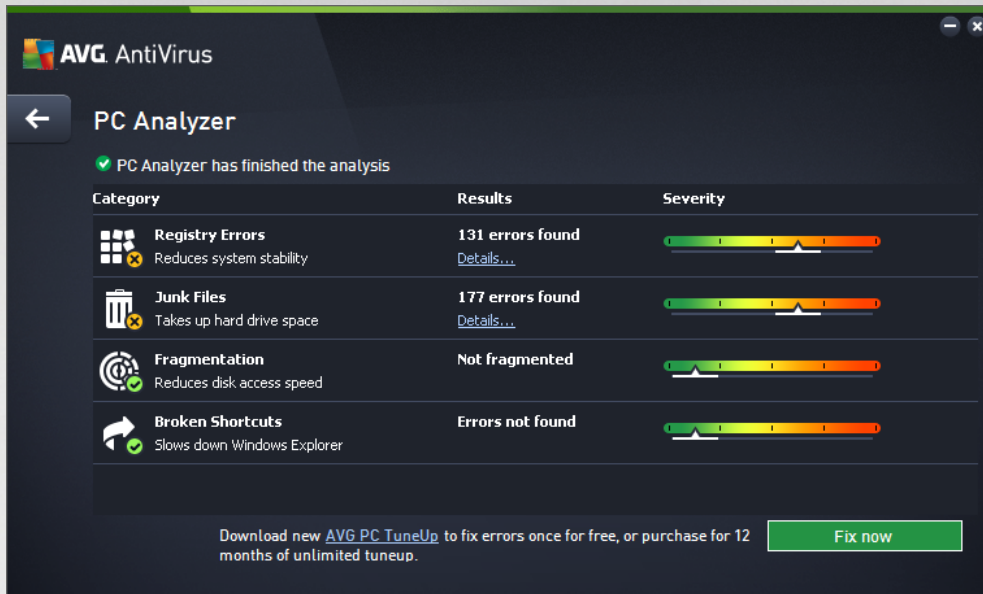 AVG. AntiVirus
PC Analyzer
PC Analyzer has finished the analysis
Category Results Severity
Registry Errors 131 errors found
Reduces system stability Details...
Junk Files 177 errors found
Takes up hard drive space Details...
Fragmentation Not fragmented
Reduces disk access speed
Broken Shortcuts Errors not found
Slows down Windows Explorer
Download new AVG PC TuneUp to fix errors once for free, or purchase for 12 Fix now
months of unlimited tuneup.